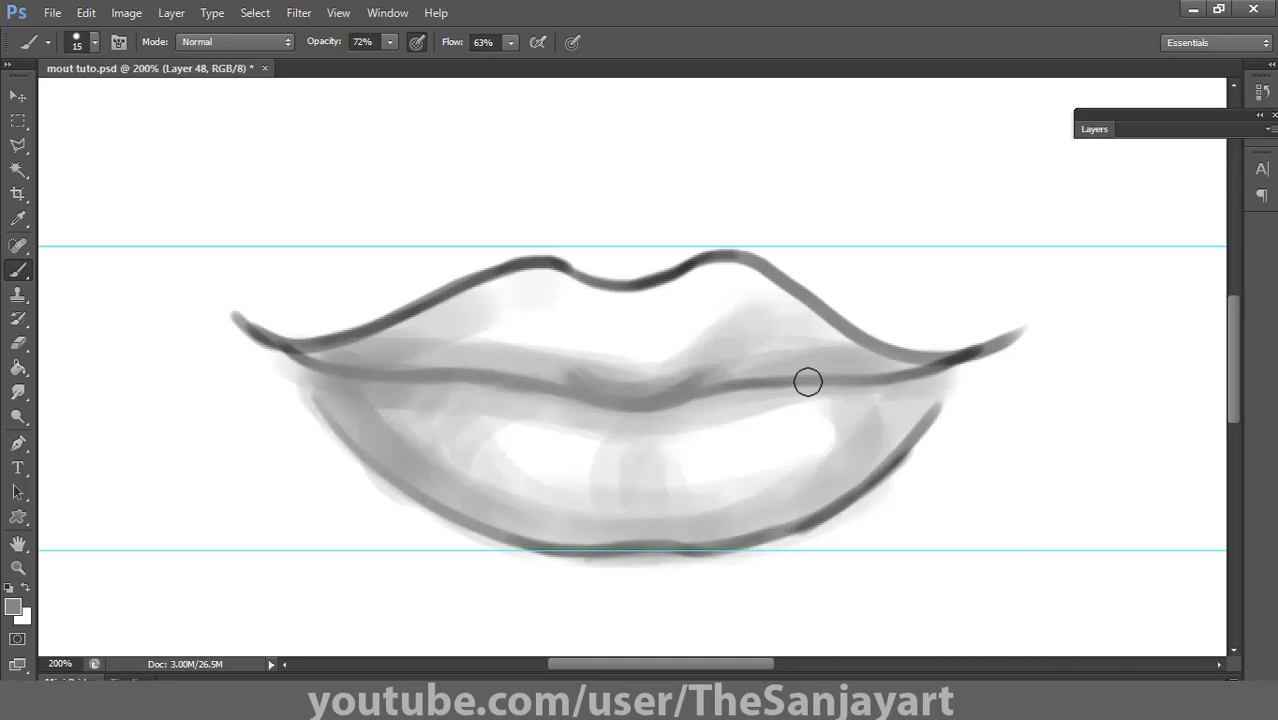 Ps File Edit Image Layer Type Select Filter View Window Help
15 Mode: Normal Opacity: 72% Flow: 63% Essentials
mout tuto.psd @ 200% (Layer 48, RGB/8) * ×
Layers
200% Doc: 3.00M/26.5M
youtube.com/user/TheSanjayart